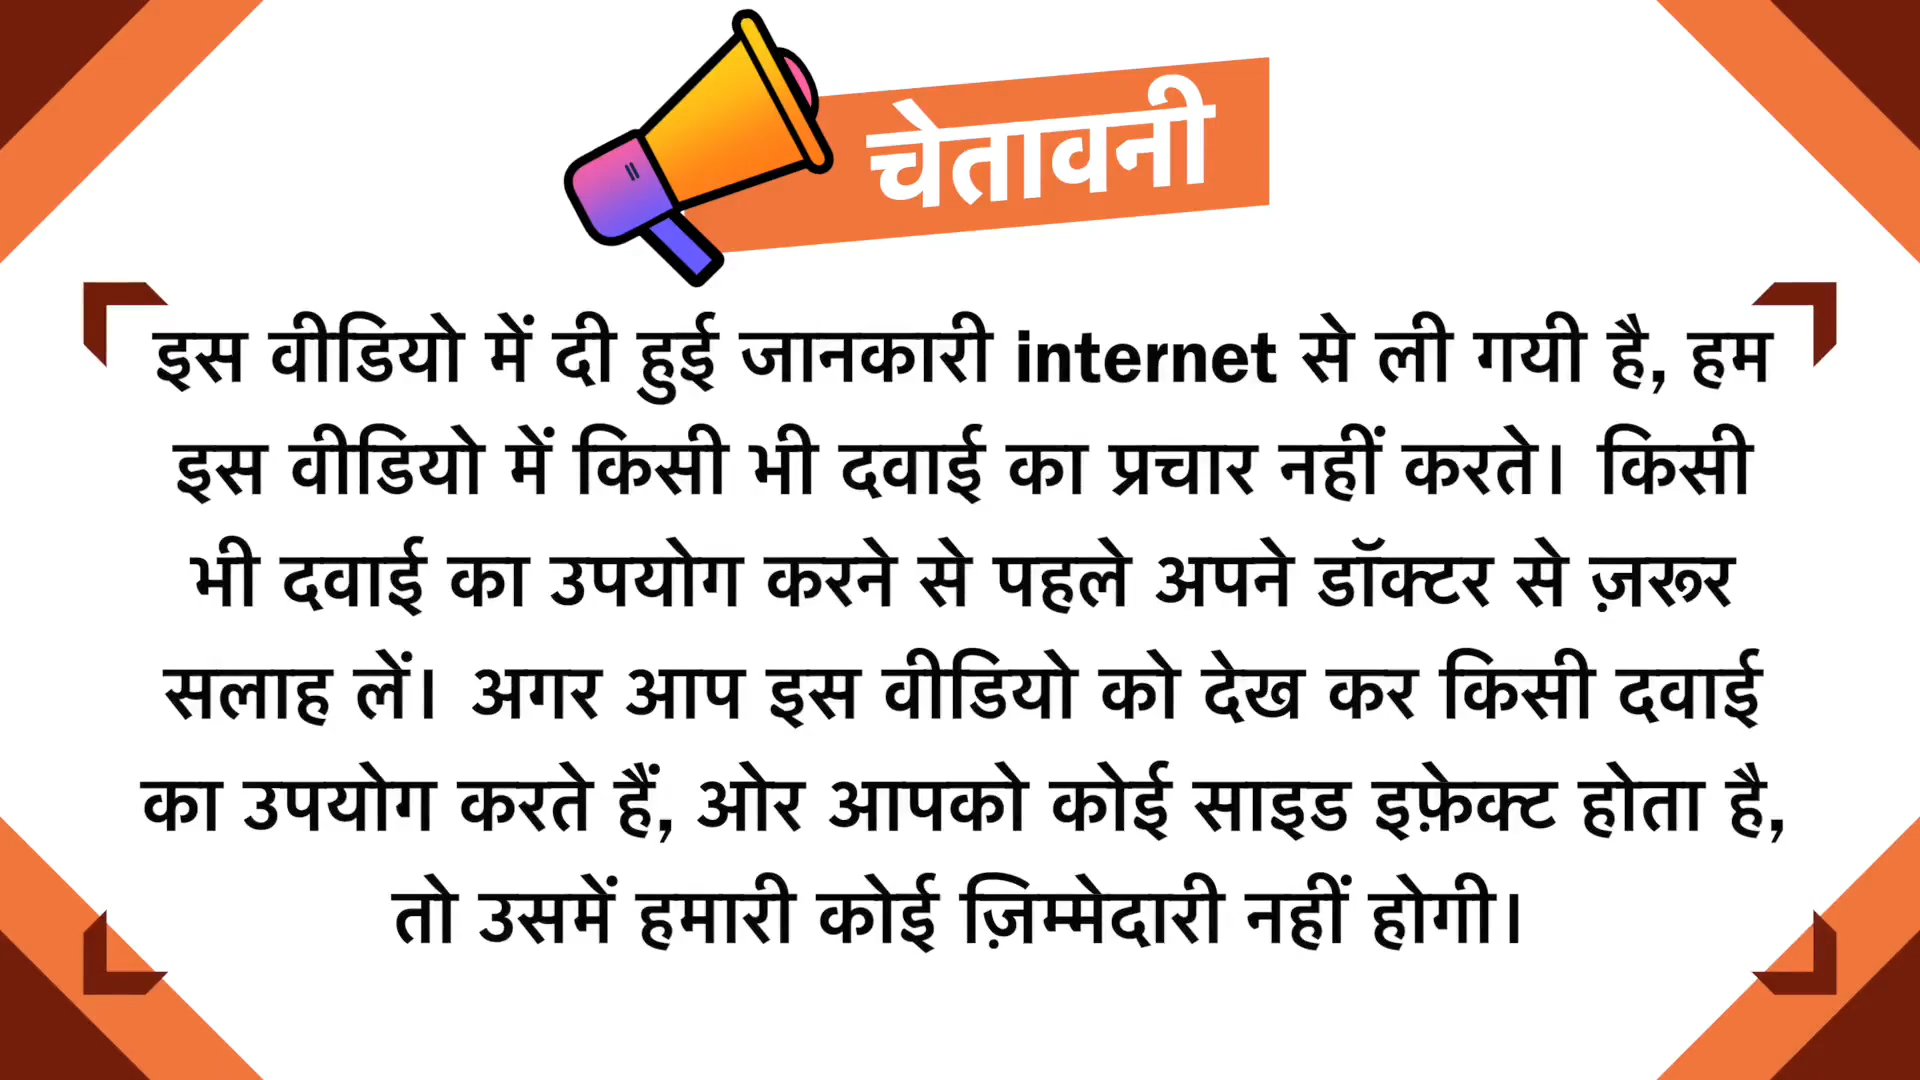 चेतावनी
इस वीडियो में दी हुई जानकारी internet से ली गयी है, हम
इस वीडियो में किसी भी दवाई का प्रचार नहीं करते। किसी
भी दवाई का उपयोग करने से पहले अपने डॉक्टर से ज़रूर
सलाह लें। अगर आप इस वीडियो को देख कर किसी दवाई
का उपयोग करते हैं, ओर आपको कोई साइड इफ़ेक्ट होता है,
तो उसमें हमारी कोई ज़िम्मेदारी नहीं होगी।